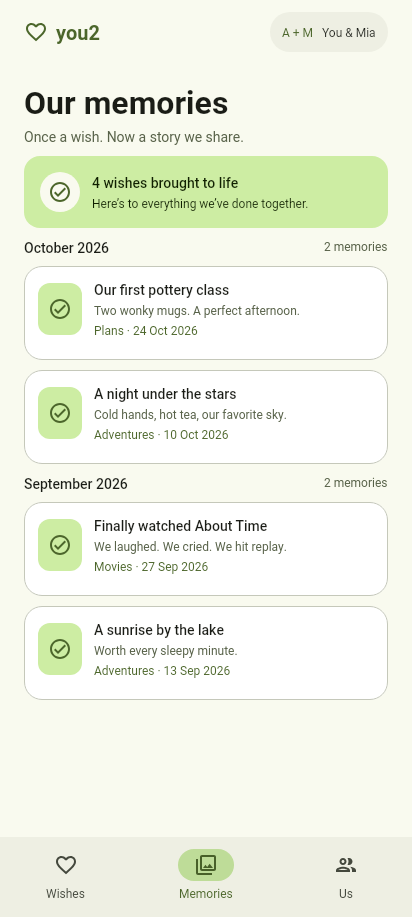 you2
A + M You & Mia
Our memories
Once a wish. Now a story we share.
4 wishes brought to life
Here’s to everything we’ve done together.
October 2026
2 memories
Our first pottery class
Two wonky mugs. A perfect afternoon.
Plans · 24 Oct 2026
A night under the stars
Cold hands, hot tea, our favorite sky.
Adventures · 10 Oct 2026
September 2026
2 memories
Finally watched About Time
We laughed. We cried. We hit replay.
Movies · 27 Sep 2026
A sunrise by the lake
Worth every sleepy minute.
Adventures · 13 Sep 2026
Wishes
Memories
Us